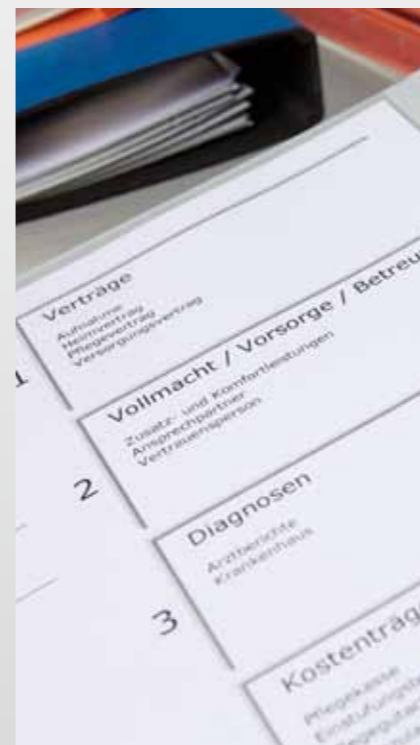 1
Verträge
Aufnahme
Heimvertrag
Pflegevertrag
Versorgungsvertrag
2
Vollmacht / Vorsorge / Betreu
Zusatz- und Komfortleistungen
Ansprechpartner
Vertrauensperson
3
Diagnosen
Arztberichte
Krankenhaus
Kostenträg
Pflegekasse